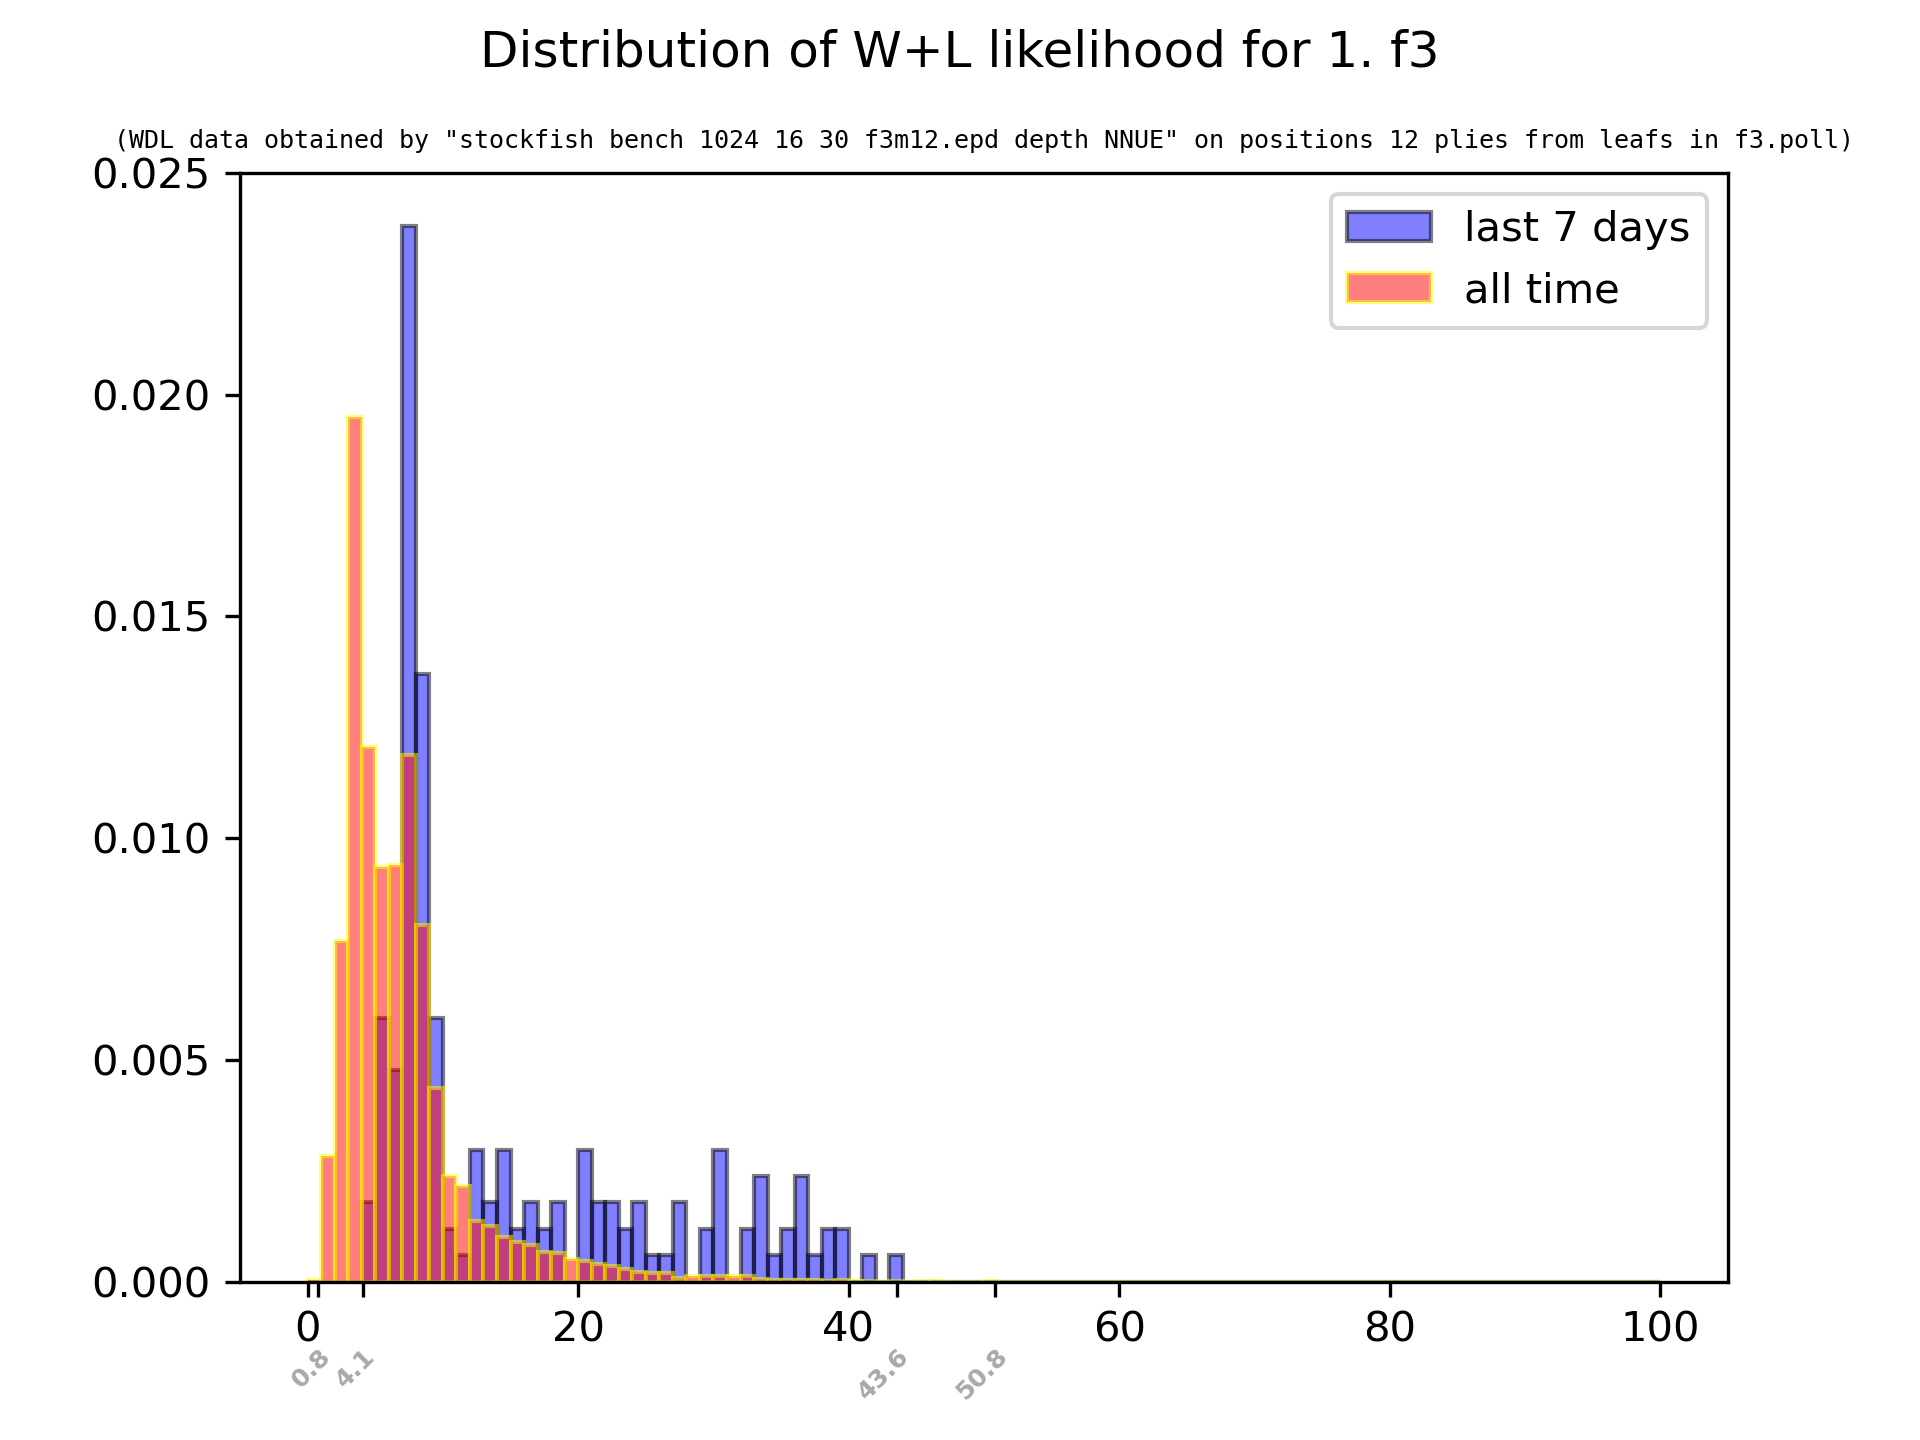 Distribution of W+L likelihood for 1. f3
(WDL data obtained by "stockfish bench 1024 16 30 f3m12.epd depth NNUE" on positions 12 plies from leafs in f3.poll)
last 7 days
all time
0.025
0.020
0.015
0.010
0.005
0.000
0 20 40 60 80 100
0.8 4.1 43.6 50.8